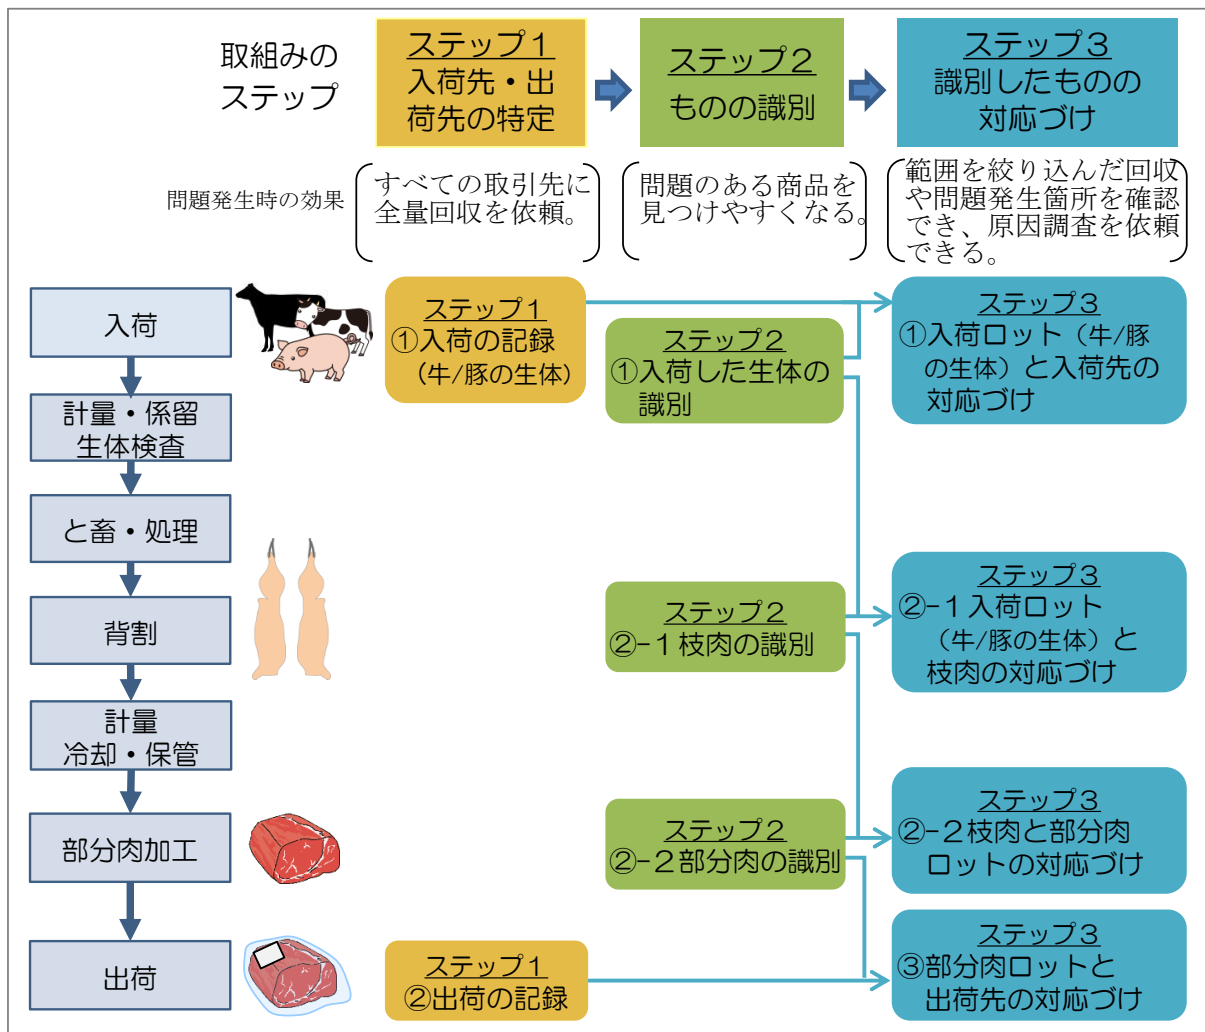 取組みの
ステップ
ステップ１
入荷先・出
荷先の特定
ステップ２
ものの識別
ステップ３
識別したものの
対応づけ
問題発生時の効果
すべての取引先に
全量回収を依頼。
問題のある商品を
見つけやすくなる。
範囲を絞り込んだ回収
や問題発生箇所を確認
でき、原因調査を依頼
できる。
入荷
ステップ１
①入荷の記録
（牛/豚の生体）
ステップ２
①入荷した生体の
識別
ステップ３
①入荷ロット（牛/豚
の生体）と入荷先の
対応づけ
計量・係留
生体検査
と畜・処理
背割
ステップ２
②-１枝肉の識別
ステップ３
②-１入荷ロット
（牛/豚の生体）と
枝肉の対応づけ
計量
冷却・保管
部分肉加工
ステップ２
②-２部分肉の識別
ステップ３
②-２枝肉と部分肉
ロットの対応づけ
出荷
ステップ１
②出荷の記録
ステップ３
③部分肉ロットと
出荷先の対応づけ